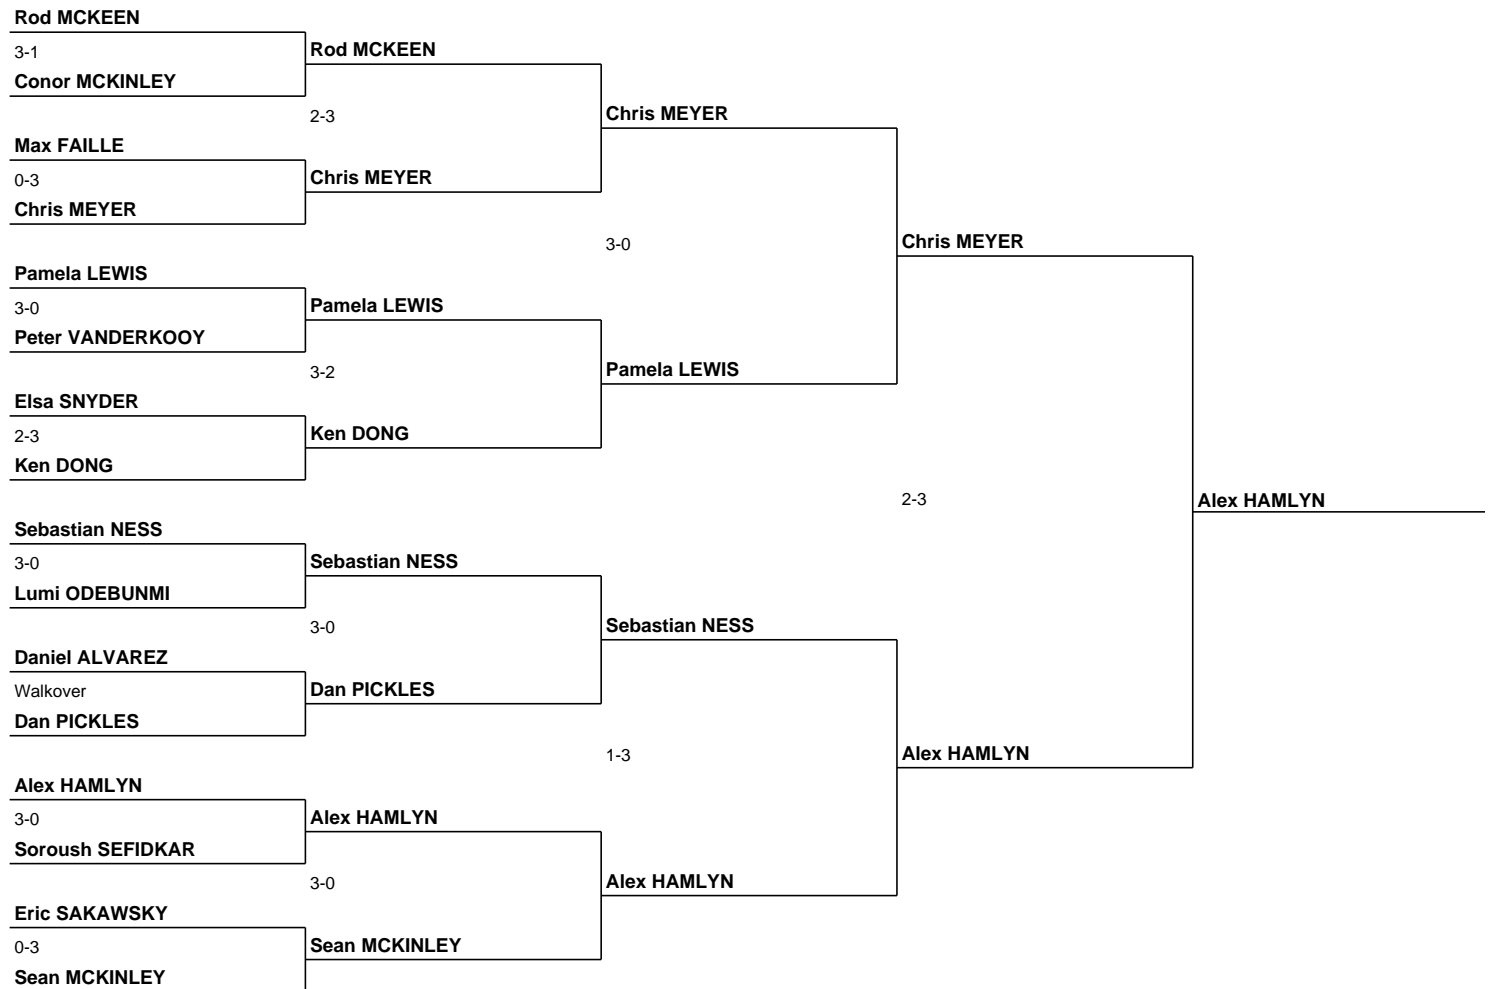 Rod MCKEEN
3-1
Conor MCKINLEY
Max FAILLE
0-3
Chris MEYER
Pamela LEWIS
3-0
Peter VANDERKOOY
Elsa SNYDER
2-3
Ken DONG
Sebastian NESS
3-0
Lumi ODEBUNMI
Daniel ALVAREZ
Walkover
Dan PICKLES
Alex HAMLYN
3-0
Soroush SEFIDKAR
Eric SAKAWSKY
0-3
Sean MCKINLEY
Rod MCKEEN
2-3
Chris MEYER
Pamela LEWIS
3-2
Ken DONG
Sebastian NESS
3-0
Dan PICKLES
Alex HAMLYN
3-0
Sean MCKINLEY
Chris MEYER
3-0
Pamela LEWIS
Sebastian NESS
1-3
Alex HAMLYN
Chris MEYER
2-3
Alex HAMLYN
Alex HAMLYN